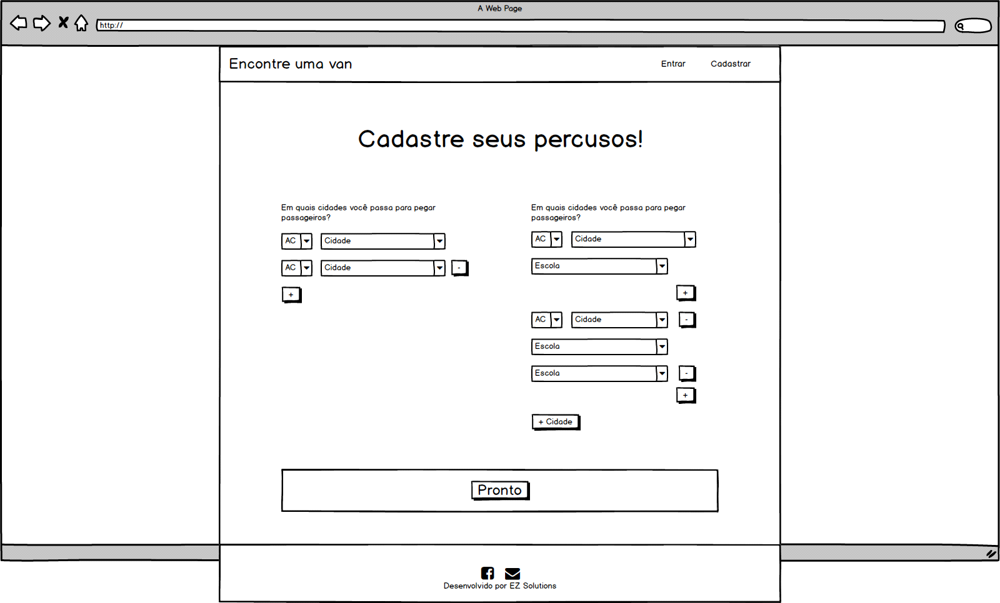 A Web Page
http://
Encontre uma van
Entrar
Cadastrar
Cadastre seus percusos!
Em quais cidades você passa para pegar
passageiros?
AC
Cidade
AC
Cidade
-
+
Em quais cidades você passa para pegar
passageiros?
AC
Cidade
Escola
+
AC
Cidade
-
Escola
Escola
-
+
+ Cidade
Pronto
Desenvolvido por EZ Solutions